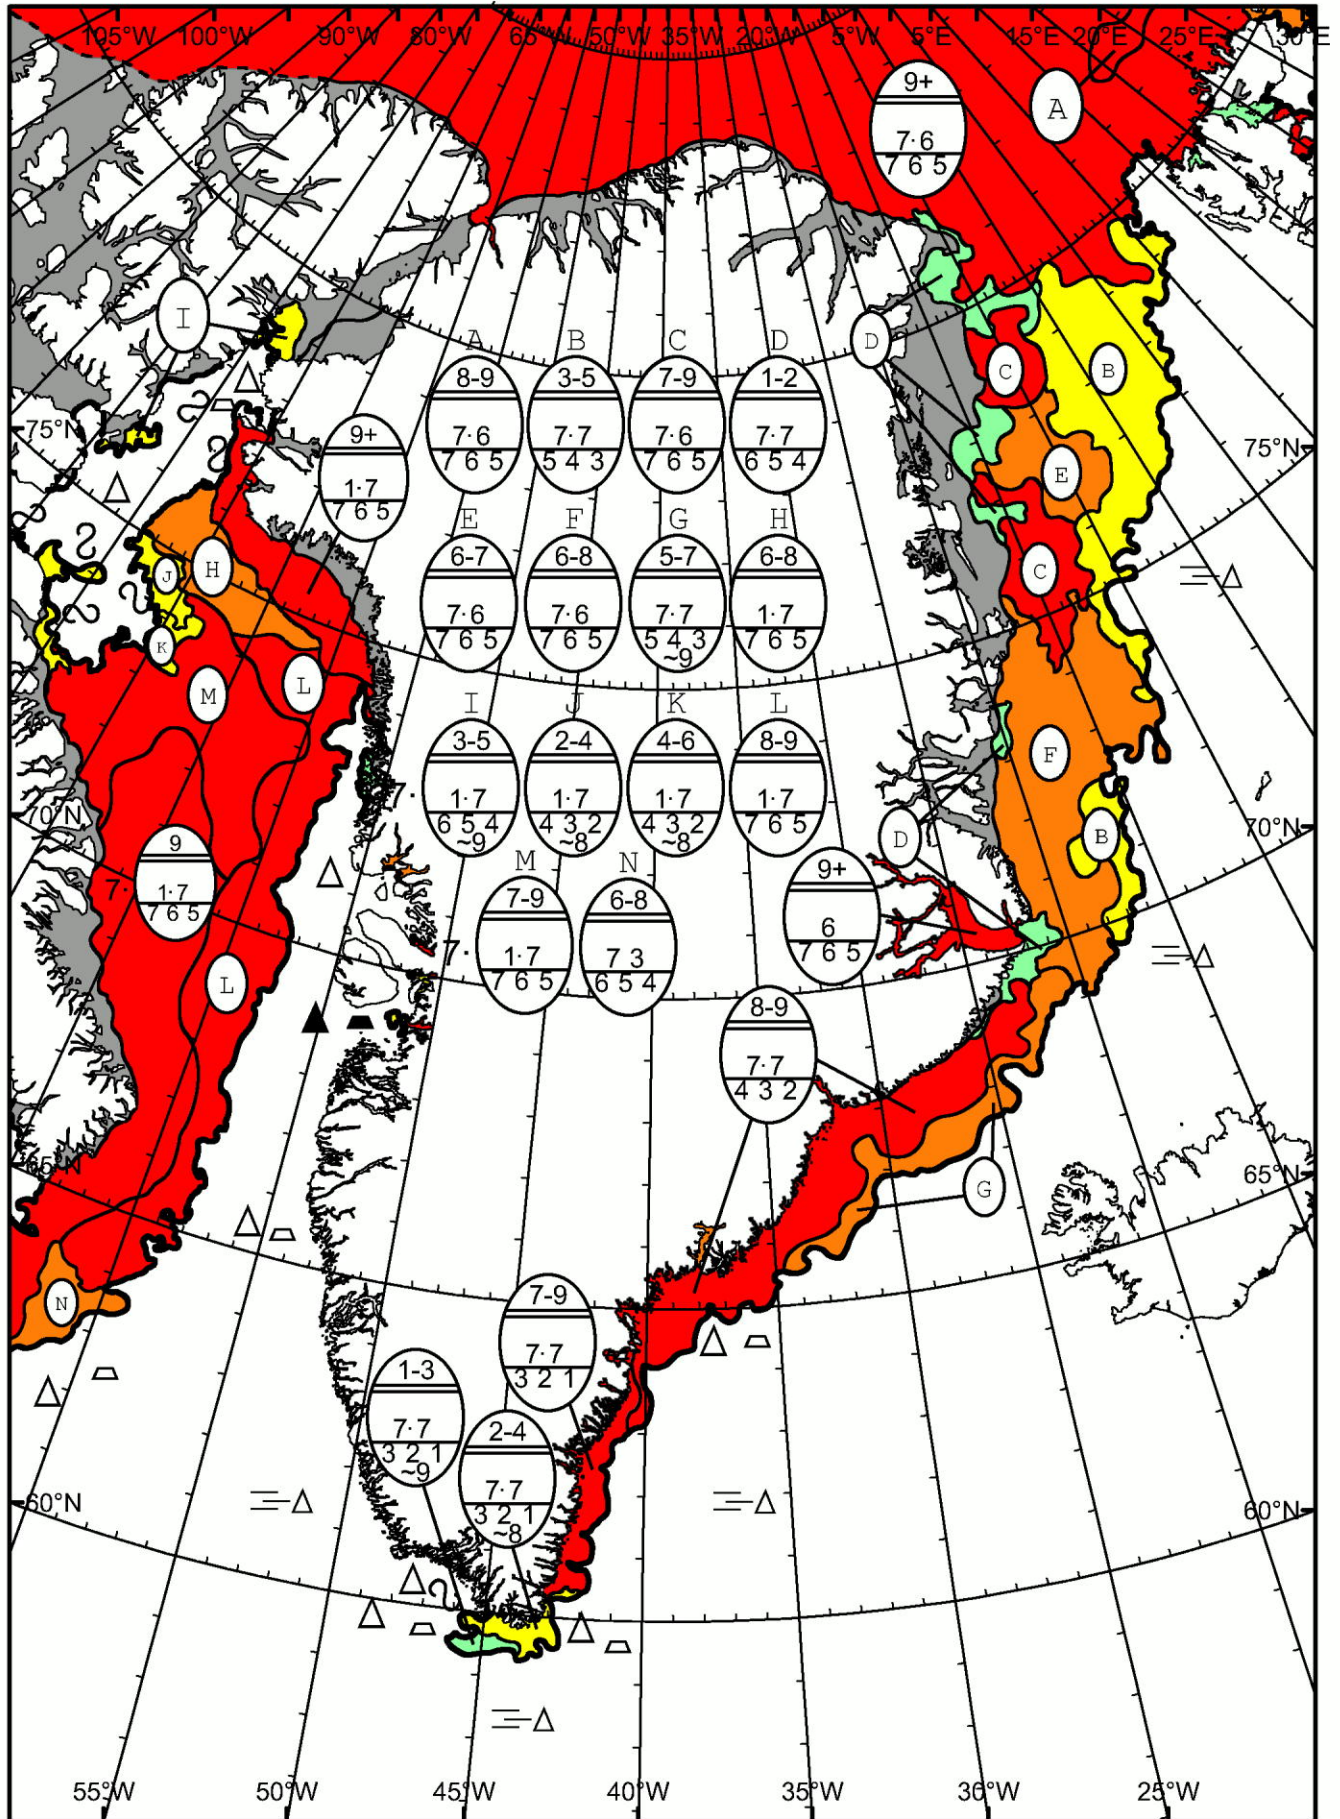 105°W 100°W 90°W 80°W 65°W 50°W 35°W 20°W 5°W 5°E 15°E 20°E 25°E 30°E
9+
7·6
7 6 5
A
I
D
C
B
A B C D
8-9 3-5 7-9 1-2
7·6 7·7 7·6 7·7
7 6 5 5 4 3 7 6 5 6 5 4
75°N
75°N
9+
1·7
7 6 5
E
E F G H
6-7 6-8 5-7 6-8
7·6 7·6 7·7 1·7
7 6 5 7 6 5 5 4 3 7 6 5
~9
J
H
C
K
M
L
I J K L
3-5 2-4 4-6 8-9
1·7 1·7 1·7 1·7
6 5 4 4 3 2 4 3 2 7 6 5
~9 ~8 ~8
F
7·
70°N
70°N
D
B
9
1·7
7 6 5
7·
M N
7-9 6-8
1·7 7 3
7 6 5 6 5 4
7·
9+
6
7 6 5
L
8-9
7·7
4 3 2
65°N
65°N
G
N
7-9
7·7
3 2 1
1-3
7·7
3 2 1
~9
2-4
7·7
3 2 1
~8
60°N
60°N
55°W 50°W 45°W 40°W 35°W 30°W 25°W